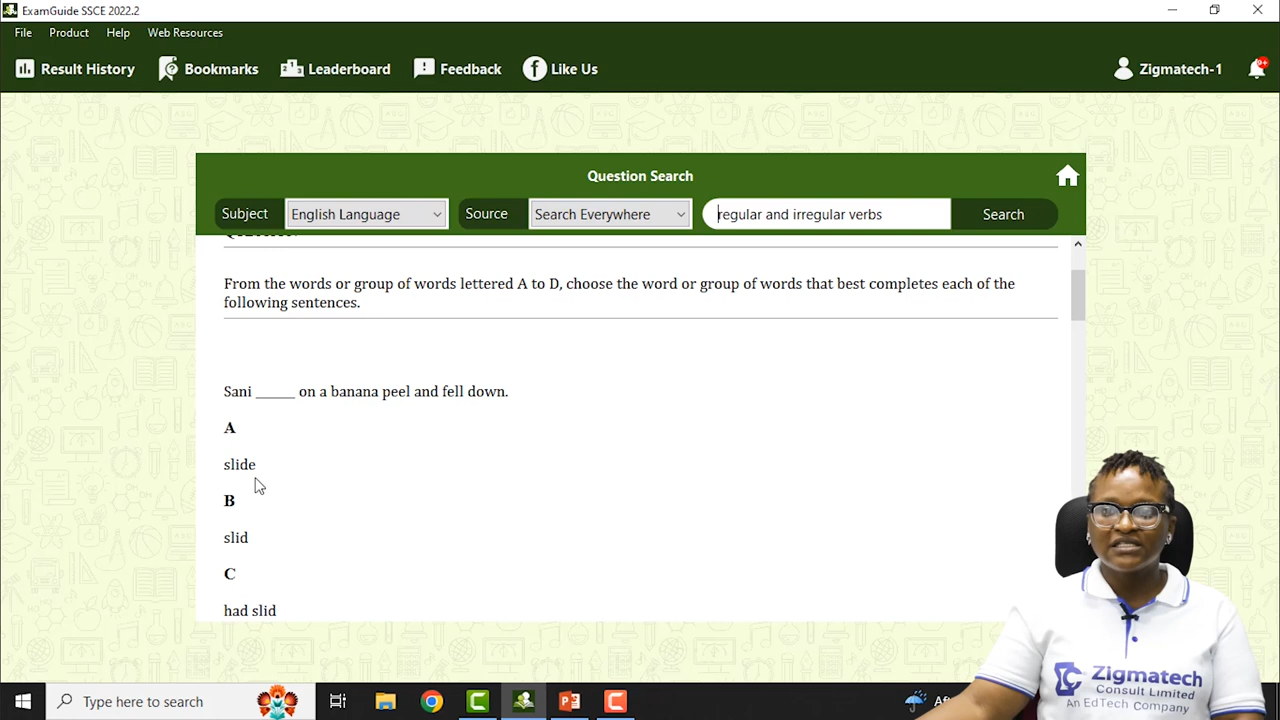 ExamGuide SSCE 2022.2
File Product Help Web Resources
Result History Bookmarks Leaderboard Feedback Like Us Zigmatech-1 9+
Question Search
Subject English Language Source Search Everywhere regular and irregular verbs Search
From the words or group of words lettered A to D, choose the word or group of words that best completes each of the
following sentences.
Sani _____ on a banana peel and fell down.
A
slide
B
slid
C
had slid
Zigmatech
Consult Limited
An EdTech Company
Type here to search